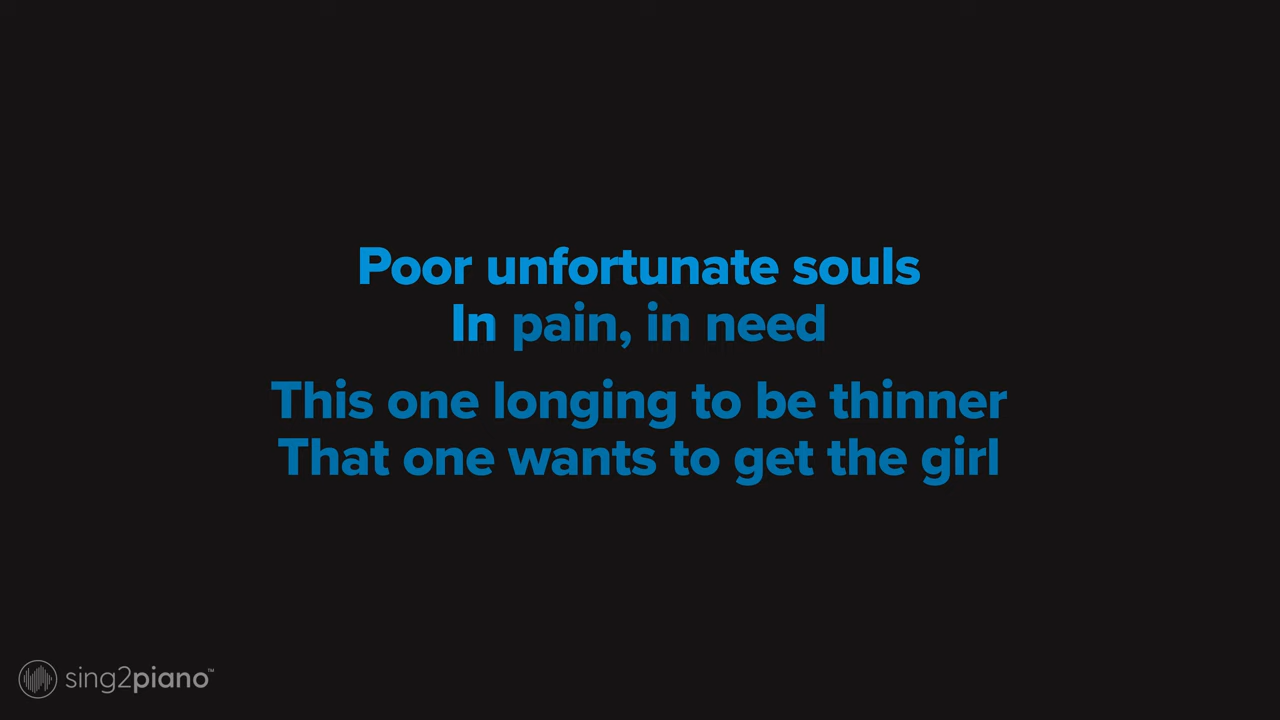 Poor unfortunate souls
In pain, in need
This one longing to be thinner
That one wants to get the girl
sing2piano™